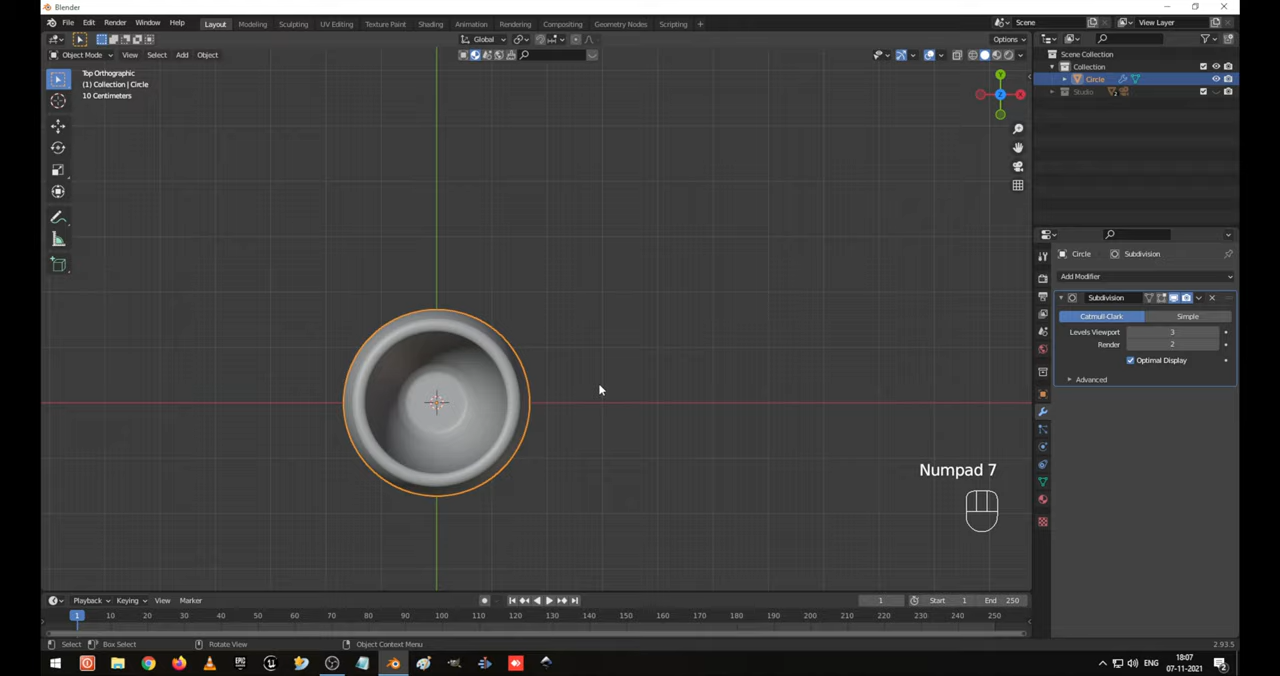 Blender
File Edit Render Window Help Layout Modeling Sculpting UV Editing Texture Paint Shading Animation Rendering Compositing Geometry Nodes Scripting + Scene View Layer
Global Options
Object Mode View Select Add Object
Scene Collection
Collection
Circle
Studio
Top Orthographic
(1) Collection | Circle
10 Centimeters
Y
X
Z
Circle Subdivision
Add Modifier
Subdivision
Catmull-Clark Simple
Levels Viewport 3
Render 2
Optimal Display
Advanced
Numpad 7
Playback Keying View Marker 1 Start 1 End 250
1 10 20 30 40 50 60 70 80 90 100 110 120 130 140 150 160 170 180 190 200 210 220 230 240 250
Select Box Select Rotate View Object Context Menu 2.93.5
ENG 18:07
07-11-2021
2